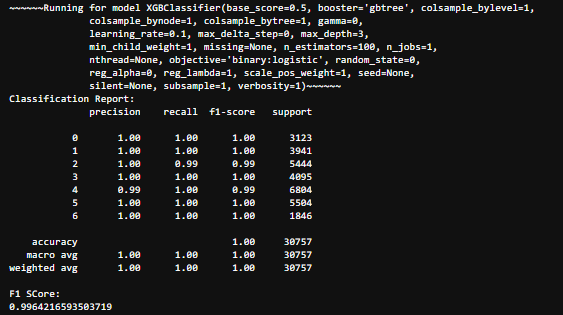 ~~~~~~Running for model XGBClassifier(base_score=0.5, booster='gbtree', colsample_bylevel=1,
colsample_bynode=1, colsample_bytree=1, gamma=0,
learning_rate=0.1, max_delta_step=0, max_depth=3,
min_child_weight=1, missing=None, n_estimators=100, n_jobs=1,
nthread=None, objective='binary:logistic', random_state=0,
reg_alpha=0, reg_lambda=1, scale_pos_weight=1, seed=None,
silent=None, subsample=1, verbosity=1)~~~~~~
Classification Report:
precision recall f1-score support
0 1.00 1.00 1.00 3123
1 1.00 1.00 1.00 3941
2 1.00 0.99 0.99 5444
3 1.00 1.00 1.00 4095
4 0.99 1.00 0.99 6804
5 1.00 1.00 1.00 5504
6 1.00 1.00 1.00 1846
accuracy 1.00 30757
macro avg 1.00 1.00 1.00 30757
weighted avg 1.00 1.00 1.00 30757
F1 SCore:
0.9964216593503719